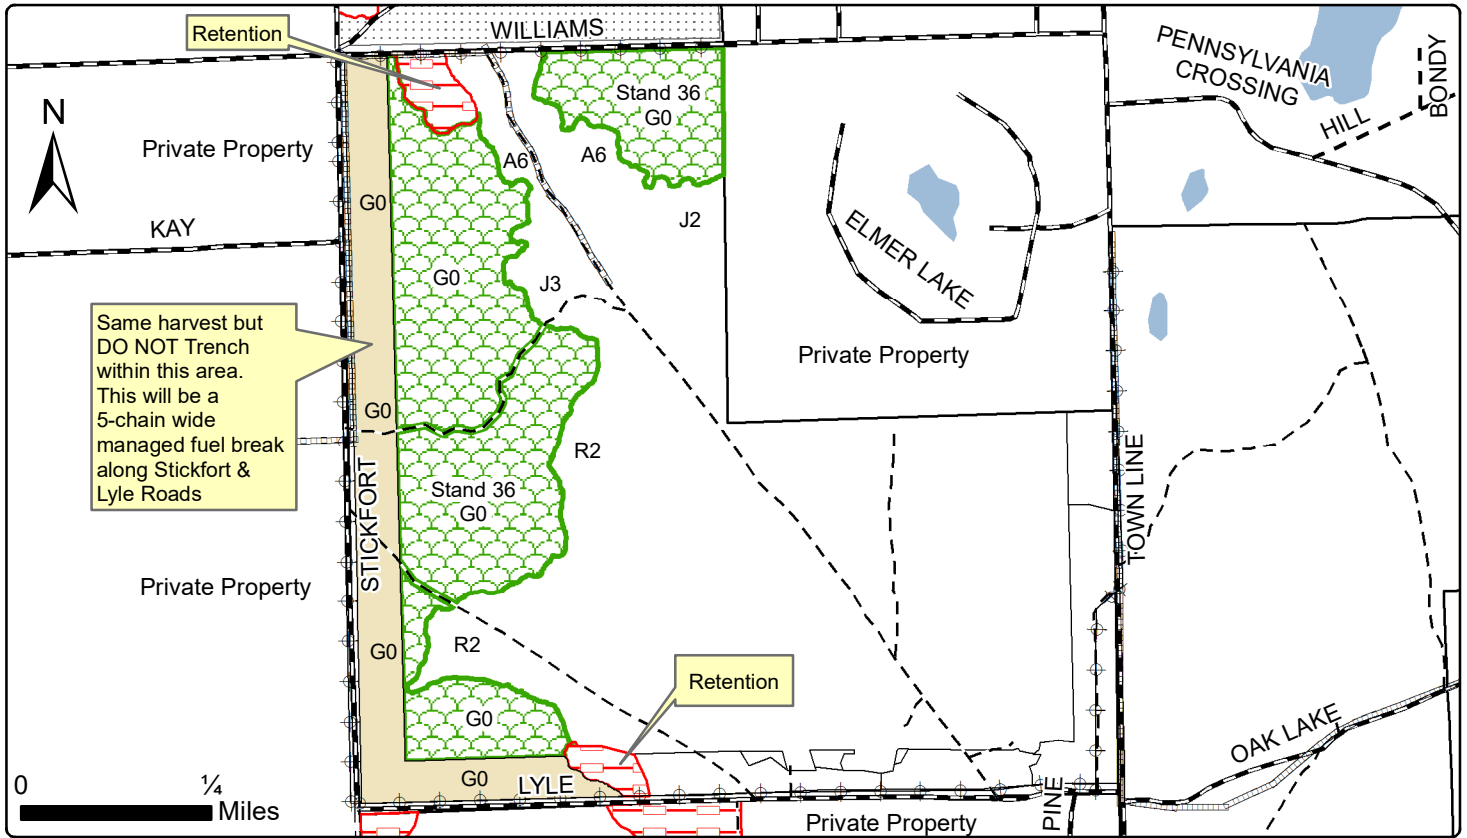 WILLIAMS
Retention
PENNSYLVANIA
CROSSING
BONDY
HILL
N
Stand 36
G0
Private Property
A6
A6
G0
J2
KAY
ELMER LAKE
G0
J3
Same harvest but
DO NOT Trench
within this area.
This will be a
5-chain wide
managed fuel break
along Stickfort &
Lyle Roads
Private Property
G0
R2
TOWN LINE
STICKFORT
Stand 36
G0
Private Property
G0
R2
Retention
G0
OAK LAKE
G0
LYLE
PINE
0
¼
Miles
Private Property